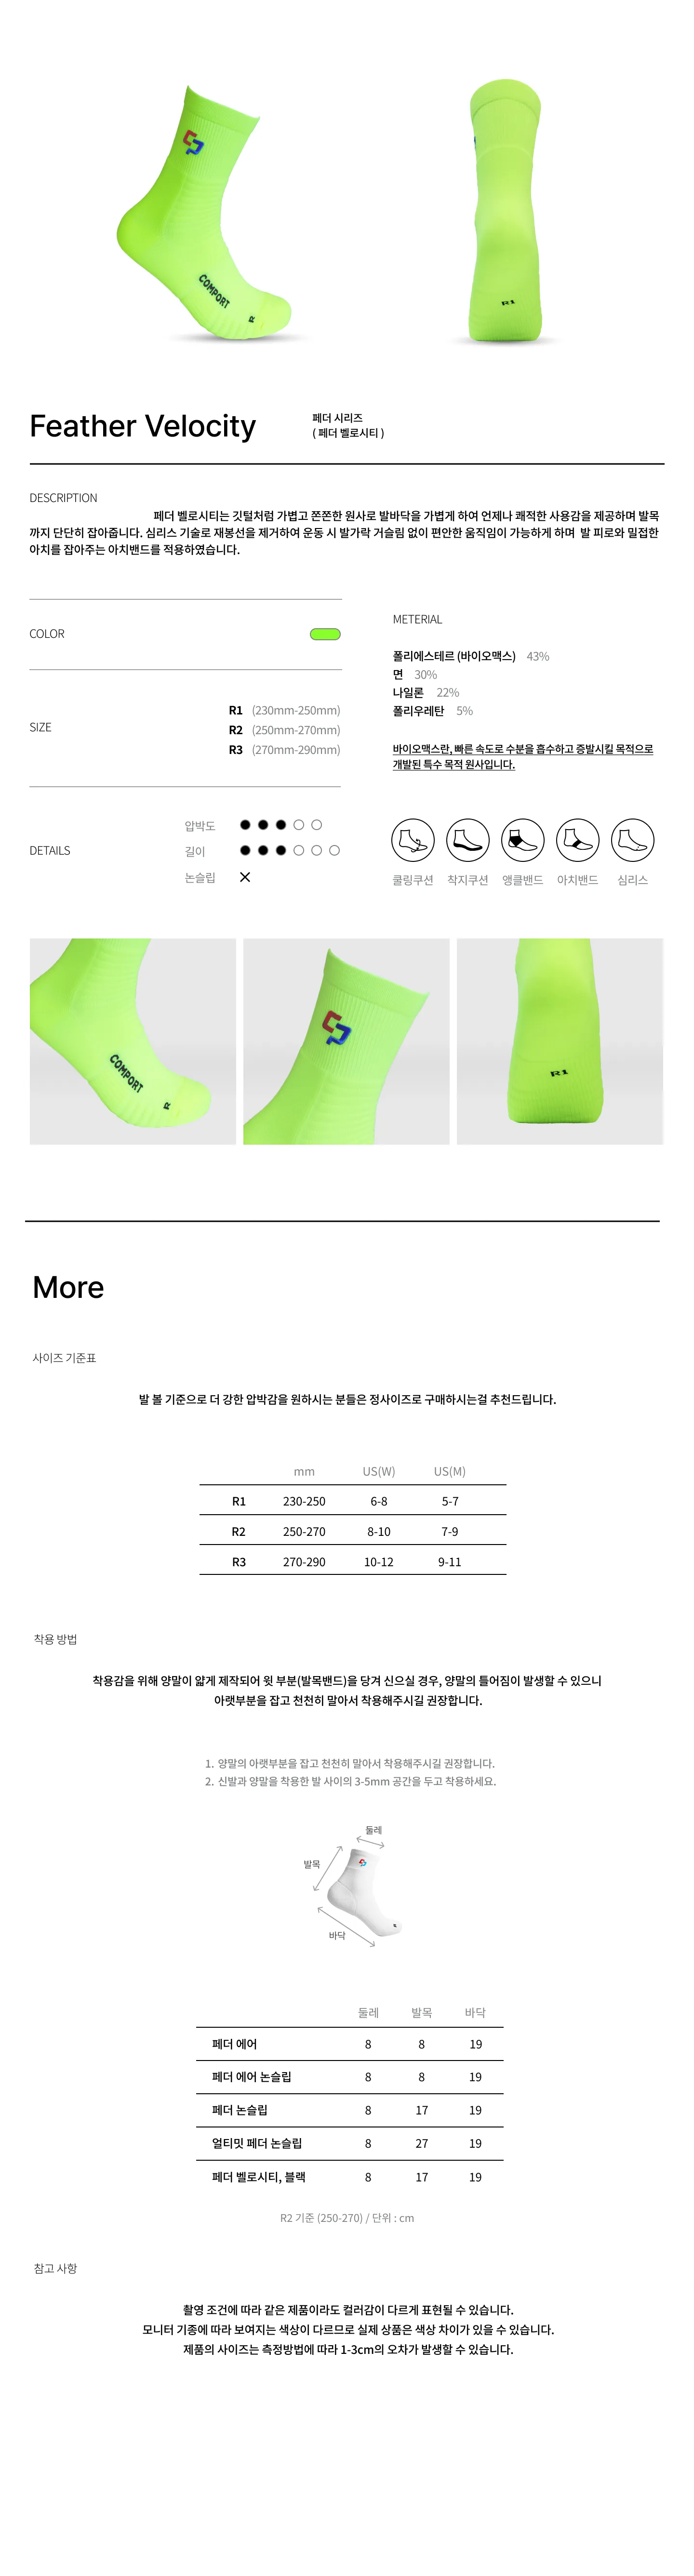 COMPORT
R
R1
Feather Velocity
페더 시리즈
( 페더 벨로시티 )
DESCRIPTION
페더 벨로시티는 깃털처럼 가볍고 쫀쫀한 원사로 발바닥을 가볍게 하여 언제나 쾌적한 사용감을 제공하며 발목
까지 단단히 잡아줍니다. 심리스 기술로 재봉선을 제거하여 운동 시 발가락 거슬림 없이 편안한 움직임이 가능하게 하며 발 피로와 밀접한
아치를 잡아주는 아치밴드를 적용하였습니다.
COLOR
SIZE
R1 (230mm-250mm)
R2 (250mm-270mm)
R3 (270mm-290mm)
METERIAL
폴리에스테르 (바이오맥스) 43%
면 30%
나일론 22%
폴리우레탄 5%
바이오맥스란, 빠른 속도로 수분을 흡수하고 증발시킬 목적으로
개발된 특수 목적 원사입니다.
DETAILS
압박도
길이
논슬립
쿨링쿠션 착지쿠션 앵클밴드 아치밴드 심리스
COMPORT
R
R1
More
사이즈 기준표
발 볼 기준으로 더 강한 압박감을 원하시는 분들은 정사이즈로 구매하시는걸 추천드립니다.
mm US(W) US(M)
R1 230-250 6-8 5-7
R2 250-270 8-10 7-9
R3 270-290 10-12 9-11
착용 방법
착용감을 위해 양말이 얇게 제작되어 윗 부분(발목밴드)을 당겨 신으실 경우, 양말의 틀어짐이 발생할 수 있으니
아랫부분을 잡고 천천히 말아서 착용해주시길 권장합니다.
1. 양말의 아랫부분을 잡고 천천히 말아서 착용해주시길 권장합니다.
2. 신발과 양말을 착용한 발 사이의 3-5mm 공간을 두고 착용하세요.
둘레
발목
바닥
둘레 발목 바닥
페더 에어 8 8 19
페더 에어 논슬립 8 8 19
페더 논슬립 8 17 19
얼티밋 페더 논슬립 8 27 19
페더 벨로시티, 블랙 8 17 19
R2 기준 (250-270) / 단위 : cm
참고 사항
촬영 조건에 따라 같은 제품이라도 컬러감이 다르게 표현될 수 있습니다.
모니터 기종에 따라 보여지는 색상이 다르므로 실제 상품은 색상 차이가 있을 수 있습니다.
제품의 사이즈는 측정방법에 따라 1-3cm의 오차가 발생할 수 있습니다.